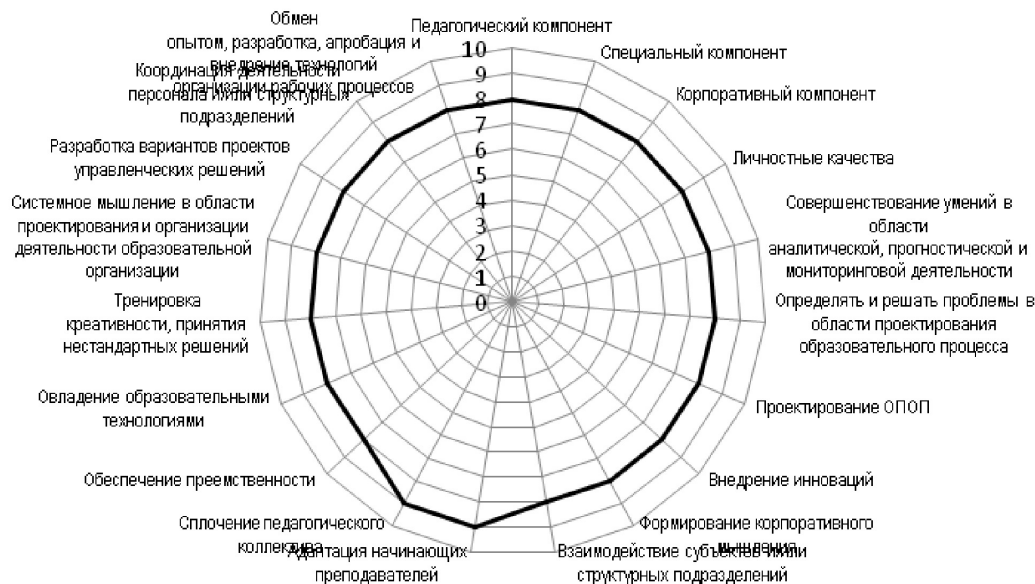 Педагогический компонент
Специальный компонент
Корпоративный компонент
Личностные качества
Совершенствование умений в
области
аналитической, прогностической и
мониторинговой деятельности
Определять и решать проблемы в
области проектирования
образовательного процесса
Проектирование ОПОП
Внедрение инноваций
Формирование корпоративного
мышления
Взаимодействие субъектов и/или
структурных подразделений
Адаптация начинающих
преподавателей
Сплочение педагогического
коллектива
Обеспечение преемственности
Овладение образовательными
технологиями
Тренировка
креативности, принятия
нестандартных решений
Системное мышление в области
проектирования и организации
деятельности образовательной
организации
Разработка вариантов проектов
управленческих решений
Координация деятельности
персонала и/или структурных
подразделений
Обмен
опытом, разработка, апробация и
внедрение технологий
организации рабочих процессов
10
9
8
7
6
5
4
3
2
1
0